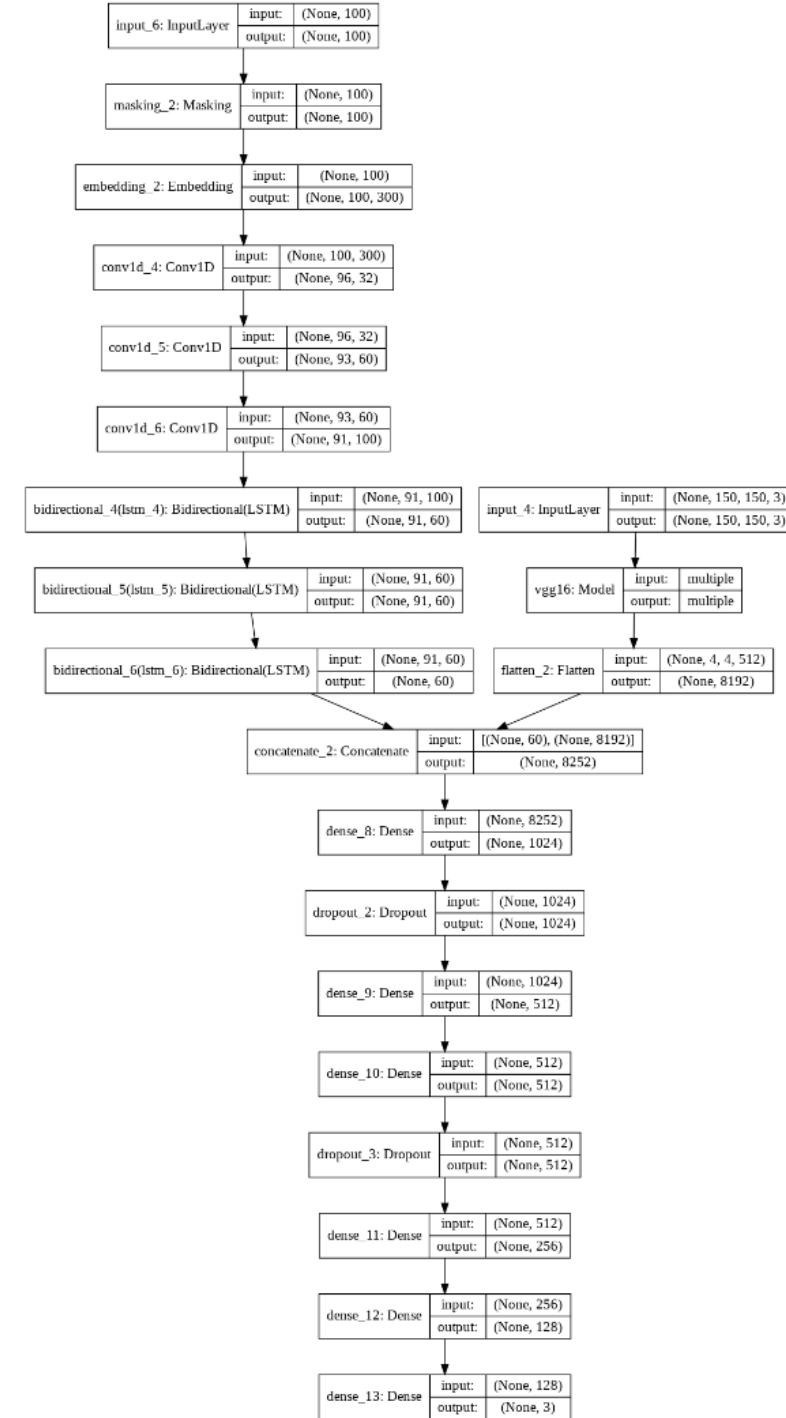 input_6: InputLayer
input: (None, 100)
output: (None, 100)
masking_2: Masking
input: (None, 100)
output: (None, 100)
embedding_2: Embedding
input: (None, 100)
output: (None, 100, 300)
conv1d_4: Conv1D
input: (None, 100, 300)
output: (None, 96, 32)
conv1d_5: Conv1D
input: (None, 96, 32)
output: (None, 93, 60)
conv1d_6: Conv1D
input: (None, 93, 60)
output: (None, 91, 100)
bidirectional_4(lstm_4): Bidirectional(LSTM)
input: (None, 91, 100)
output: (None, 91, 60)
input_4: InputLayer
input: (None, 150, 150, 3)
output: (None, 150, 150, 3)
bidirectional_5(lstm_5): Bidirectional(LSTM)
input: (None, 91, 60)
output: (None, 91, 60)
vgg16: Model
input: multiple
output: multiple
bidirectional_6(lstm_6): Bidirectional(LSTM)
input: (None, 91, 60)
output: (None, 60)
flatten_2: Flatten
input: (None, 4, 4, 512)
output: (None, 8192)
concatenate_2: Concatenate
input: [(None, 60), (None, 8192)]
output: (None, 8252)
dense_8: Dense
input: (None, 8252)
output: (None, 1024)
dropout_2: Dropout
input: (None, 1024)
output: (None, 1024)
dense_9: Dense
input: (None, 1024)
output: (None, 512)
dense_10: Dense
input: (None, 512)
output: (None, 512)
dropout_3: Dropout
input: (None, 512)
output: (None, 512)
dense_11: Dense
input: (None, 512)
output: (None, 256)
dense_12: Dense
input: (None, 256)
output: (None, 128)
dense_13: Dense
input: (None, 128)
output: (None, 3)